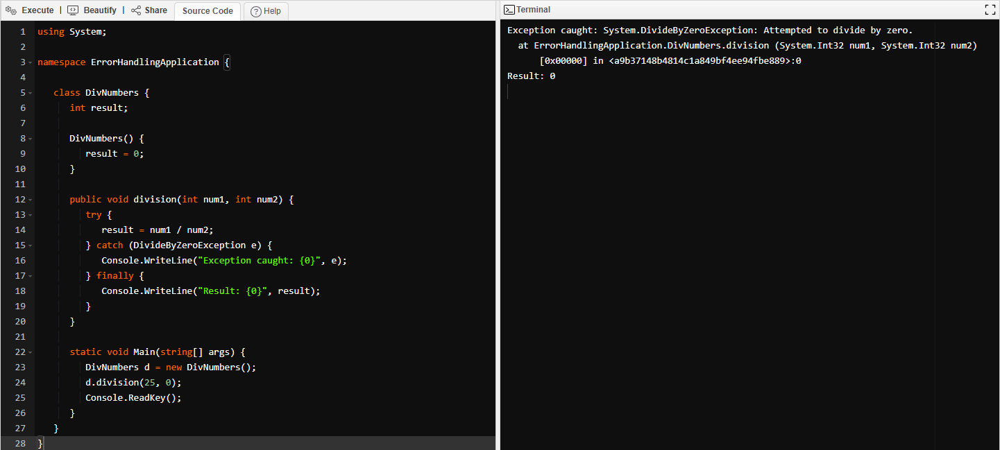 Execute | Beautify | Share Source Code Help
1 using System;
2
3 namespace ErrorHandlingApplication {
4
5 class DivNumbers {
6 int result;
7
8 DivNumbers() {
9 result = 0;
10 }
11
12 public void division(int num1, int num2) {
13 try {
14 result = num1 / num2;
15 } catch (DivideByZeroException e) {
16 Console.WriteLine("Exception caught: {0}", e);
17 } finally {
18 Console.WriteLine("Result: {0}", result);
19 }
20 }
21
22 static void Main(string[] args) {
23 DivNumbers d = new DivNumbers();
24 d.division(25, 0);
25 Console.ReadKey();
26 }
27 }
28 }
Terminal
Exception caught: System.DivideByZeroException: Attempted to divide by zero.
at ErrorHandlingApplication.DivNumbers.division (System.Int32 num1, System.Int32 num2)
[0x00000] in <a9b37148b4814c1a849bf4ee94fbe889>:0
Result: 0